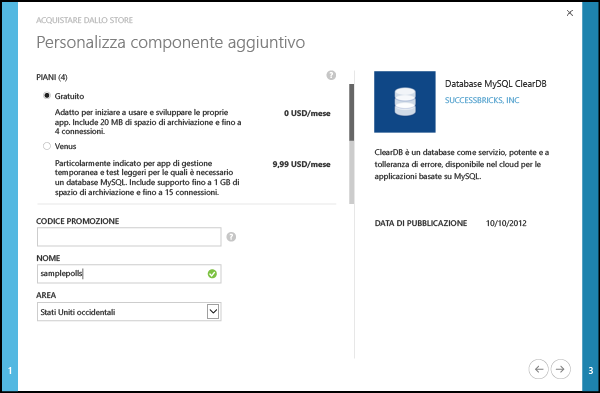 ACQUISTARE DALLO STORE
Personalizza componente aggiuntivo
PIANI (4)
?
Gratuito
Adatto per iniziare a usare e sviluppare le proprie
app. Include 20 MB di spazio di archiviazione e fino a
4 connessioni.
0 USD/mese
Venus
Particolarmente indicato per app di gestione
temporanea e test leggeri per le quali è necessario
un database MySQL. Include supporto fino a 1 GB di
spazio di archiviazione e fino a 15 connessioni.
9,99 USD/mese
CODICE PROMOZIONE
?
NOME
samplepolls
AREA
Stati Uniti occidentali
Database MySQL ClearDB
SUCCESSBRICKS, INC
ClearDB è un database come servizio, potente e a
tolleranza di errore, disponibile nel cloud per le
applicazioni basate su MySQL.
DATA DI PUBBLICAZIONE 10/10/2012
1
3